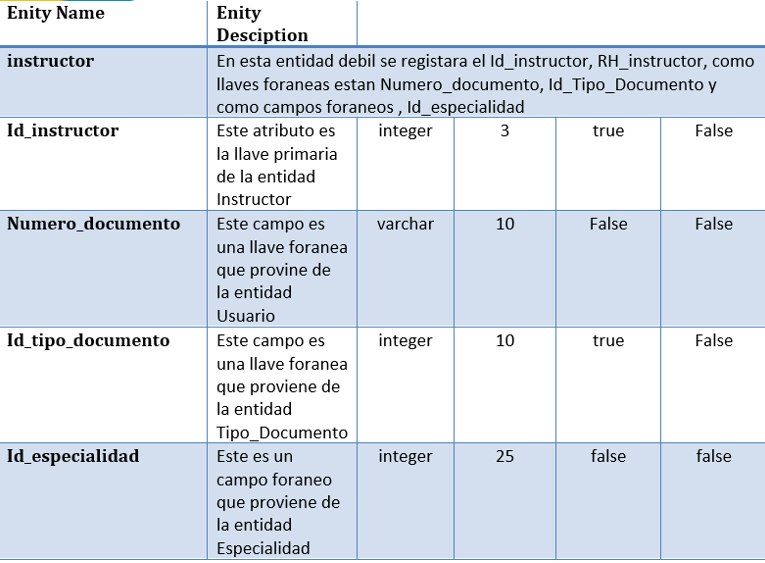 Enity Name Enity
Desciption
instructor En esta entidad debil se registara el Id_instructor, RH_instructor, como
llaves foraneas estan Numero_documento, Id_Tipo_Documento y
como campos foraneos , Id_especialidad
Id_instructor Este atributo es integer 3 true False
la llave primaria
de la entidad
Instructor
Numero_documento Este campo es varchar 10 False False
una llave foranea
que provine de
la entidad
Usuario
Id_tipo_documento Este campo es integer 10 true False
una llave foranea
que proviene de
la entidad
Tipo_Documento
Id_especialidad Este es un integer 25 false false
campo foraneo
que proviene de
la entidad
Especialidad